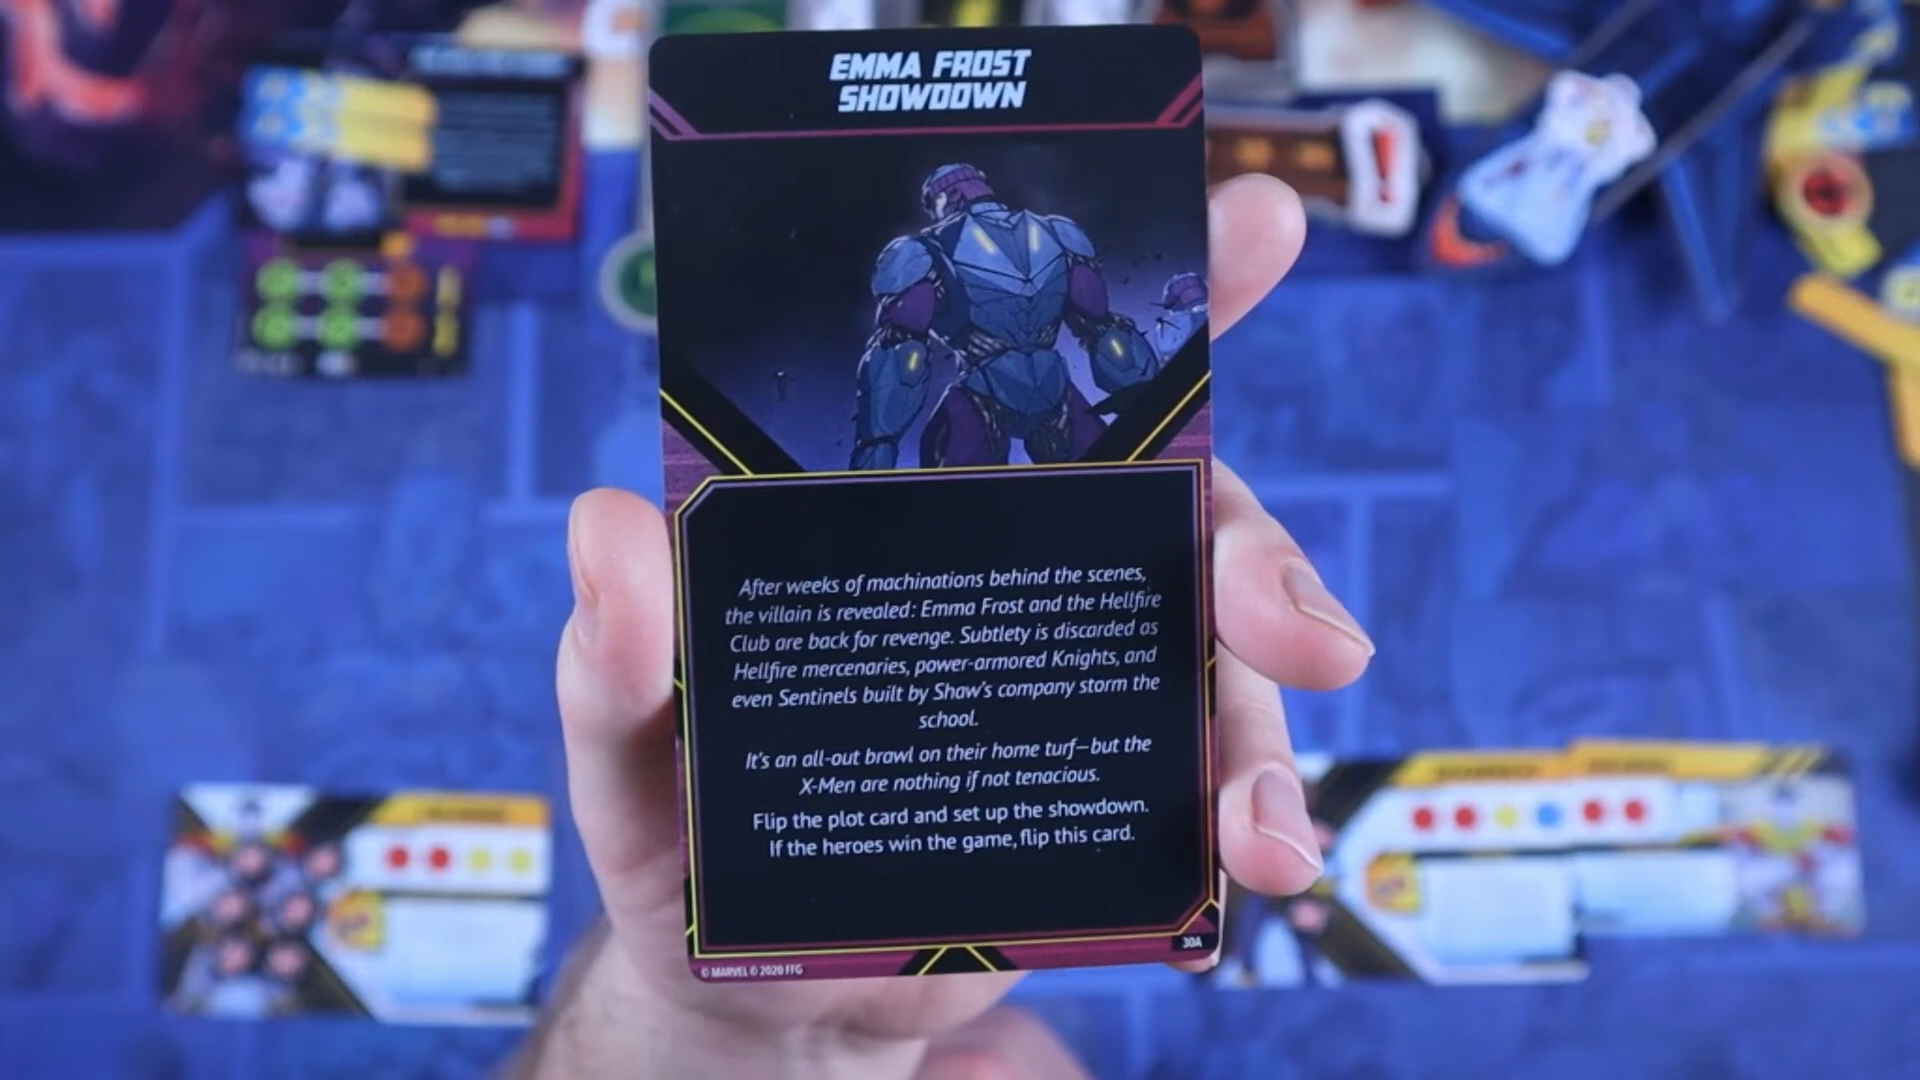 EMMA FROST
SHOWDOWN
After weeks of machinations behind the scenes,
the villain is revealed: Emma Frost and the Hellfire
Club are back for revenge. Subtlety is discarded as
Hellfire mercenaries, power-armored Knights, and
even Sentinels built by Shaw's company storm the
school.
It's an all-out brawl on their home turf—but the
X-Men are nothing if not tenacious.
Flip the plot card and set up the showdown.
If the heroes win the game, flip this card.
30A
© MARVEL © 2020 FFG